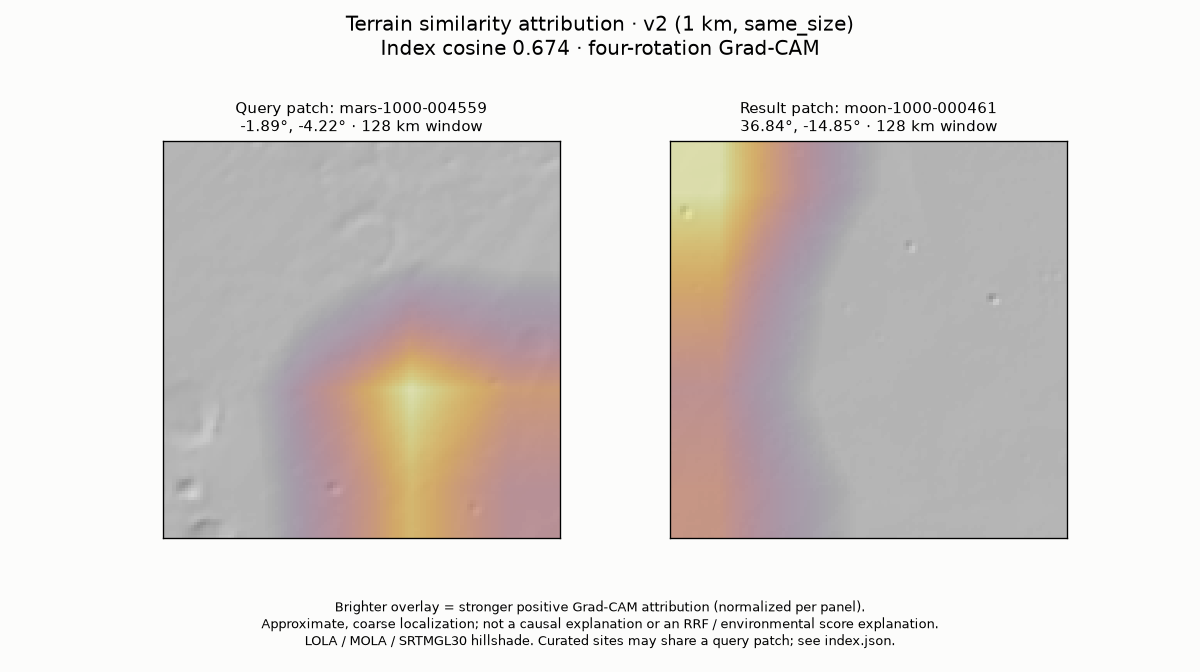 Terrain similarity attribution · v2 (1 km, same_size)
Index cosine 0.674 · four-rotation Grad-CAM
Query patch: mars-1000-004559
-1.89°, -4.22° · 128 km window
Result patch: moon-1000-000461
36.84°, -14.85° · 128 km window
Brighter overlay = stronger positive Grad-CAM attribution (normalized per panel).
Approximate, coarse localization; not a causal explanation or an RRF / environmental score explanation.
LOLA / MOLA / SRTMGL30 hillshade. Curated sites may share a query patch; see index.json.